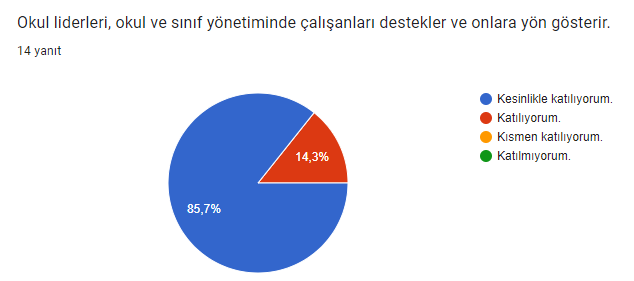 Okul liderleri, okul ve sınıf yönetiminde çalışanları destekler ve onlara yön gösterir.
14 yanıt
Kesinlikle katılıyorum.
Katılıyorum.
Kısmen katılıyorum.
Katılmıyorum.
14,3%
85,7%